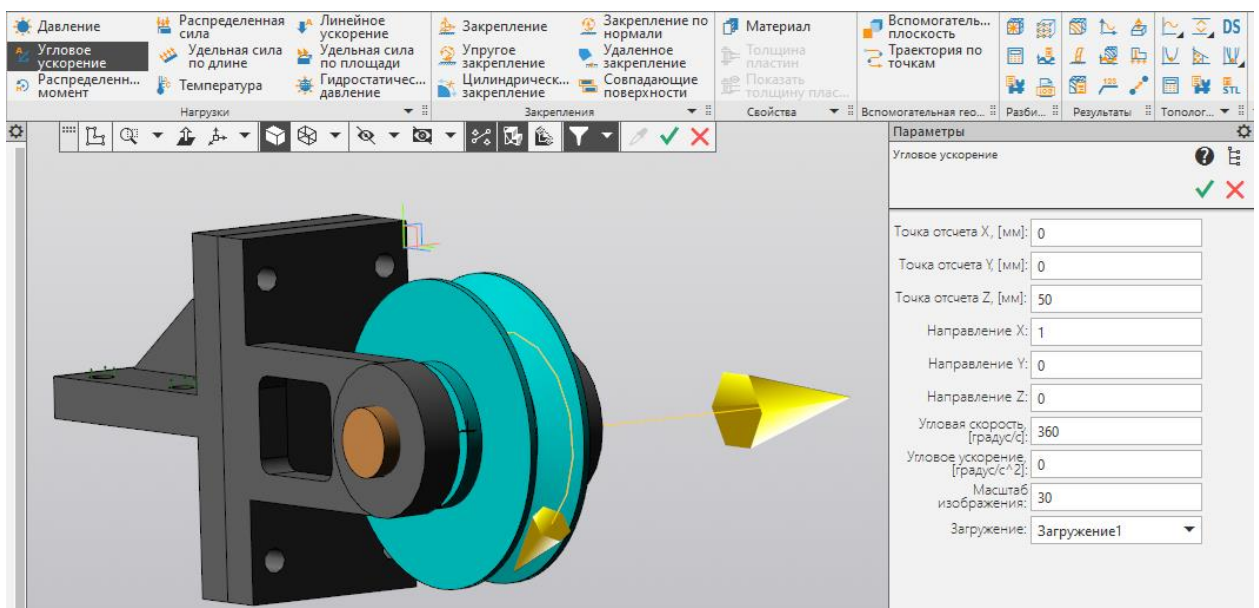 Давление
Распределенная
сила
Линейное
ускорени...
Угловое
ускорение
Удельная сила
по длине
Удельная сила
по площади
Распределенн...
момент
Температура
Гидростатичес...
давление
Нагрузки
Закрепление
Закрепление по
нормали
Упругое
закрепление
Удаленное
закрепление
Цилиндрическ...
закрепление
Совпадающие
поверхности
Закрепления
Материал
Толщина
пластин
Показать
толщину плас...
Свойства
Вспомогатель...
плоскость
Траектория по
точкам
Вспомогательная гео...
Разби...
Результаты
DS
STL
Тополог...
Параметры
Угловое ускорение
Точка отсчета X, [мм]: 0
Точка отсчета Y, [мм]: 0
Точка отсчета Z, [мм]: 50
Направление X: 1
Направление Y: 0
Направление Z: 0
Угловая скорость,
[градус/с]: 360
Угловое ускорение,
[градус/с^2]: 0
Масштаб
изображения: 30
Загружение: Загружение1